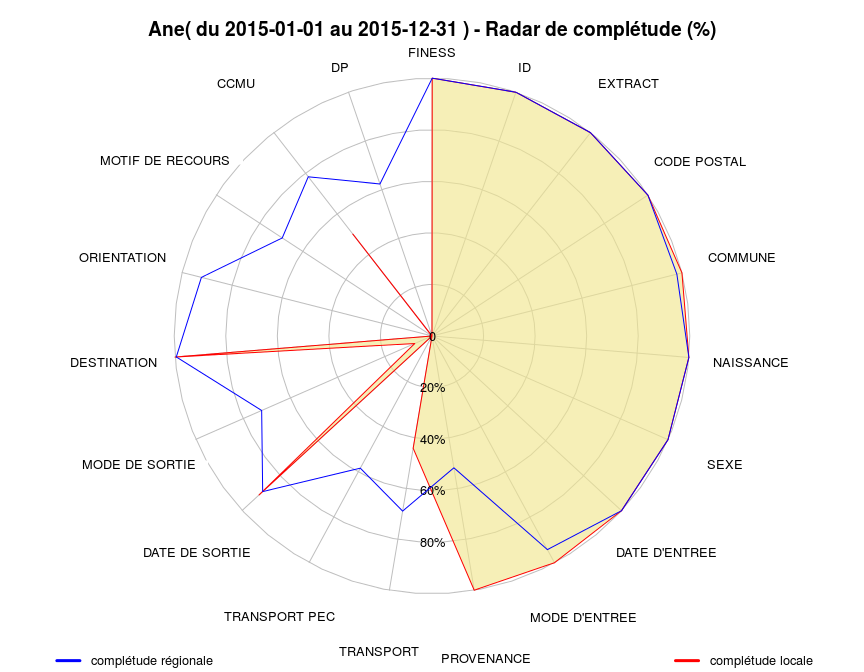 Ane( du 2015-01-01 au 2015-12-31 ) - Radar de complétude (%)
FINESS
DP
ID
CCMU
EXTRACT
MOTIF DE RECOURS
CODE POSTAL
ORIENTATION
COMMUNE
0
DESTINATION
NAISSANCE
20%
40%
MODE DE SORTIE
SEXE
60%
80%
DATE DE SORTIE
DATE D'ENTREE
TRANSPORT PEC
MODE D'ENTREE
TRANSPORT
PROVENANCE
complétude régionale
complétude locale